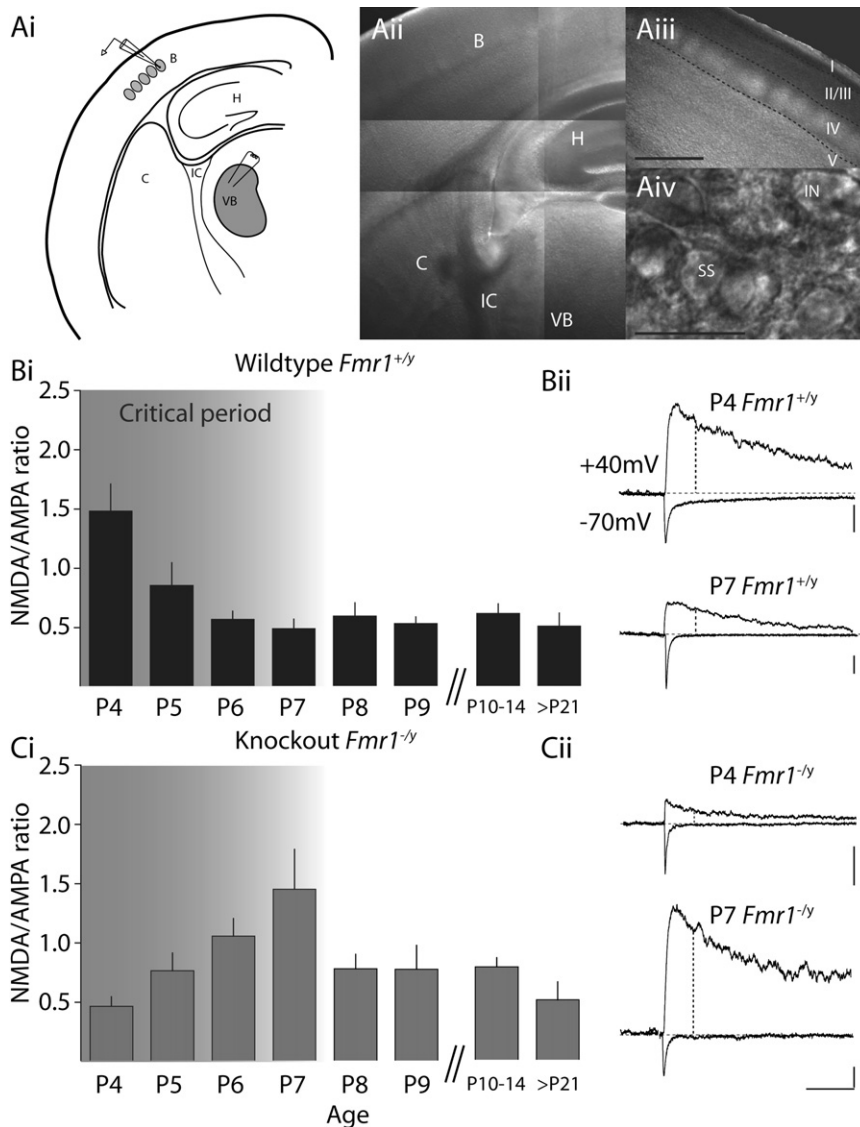 Ai
B
H
C
IC
VB
Aii
B
H
C
IC
VB
Aiii
I
II/III
IV
V
Aiv
IN
SS
Bi
Wildtype Fmr1+/y
Critical period
NMDA/AMPA ratio
2.5
2.0
1.5
1.0
0.5
P4 P5 P6 P7 P8 P9 // P10-14 >P21
Bii
P4 Fmr1+/y
+40mV
-70mV
P7 Fmr1+/y
Ci
Knockout Fmr1-/y
NMDA/AMPA ratio
2.5
2.0
1.5
1.0
0.5
P4 P5 P6 P7 P8 P9 // P10-14 >P21
Age
Cii
P4 Fmr1-/y
P7 Fmr1-/y